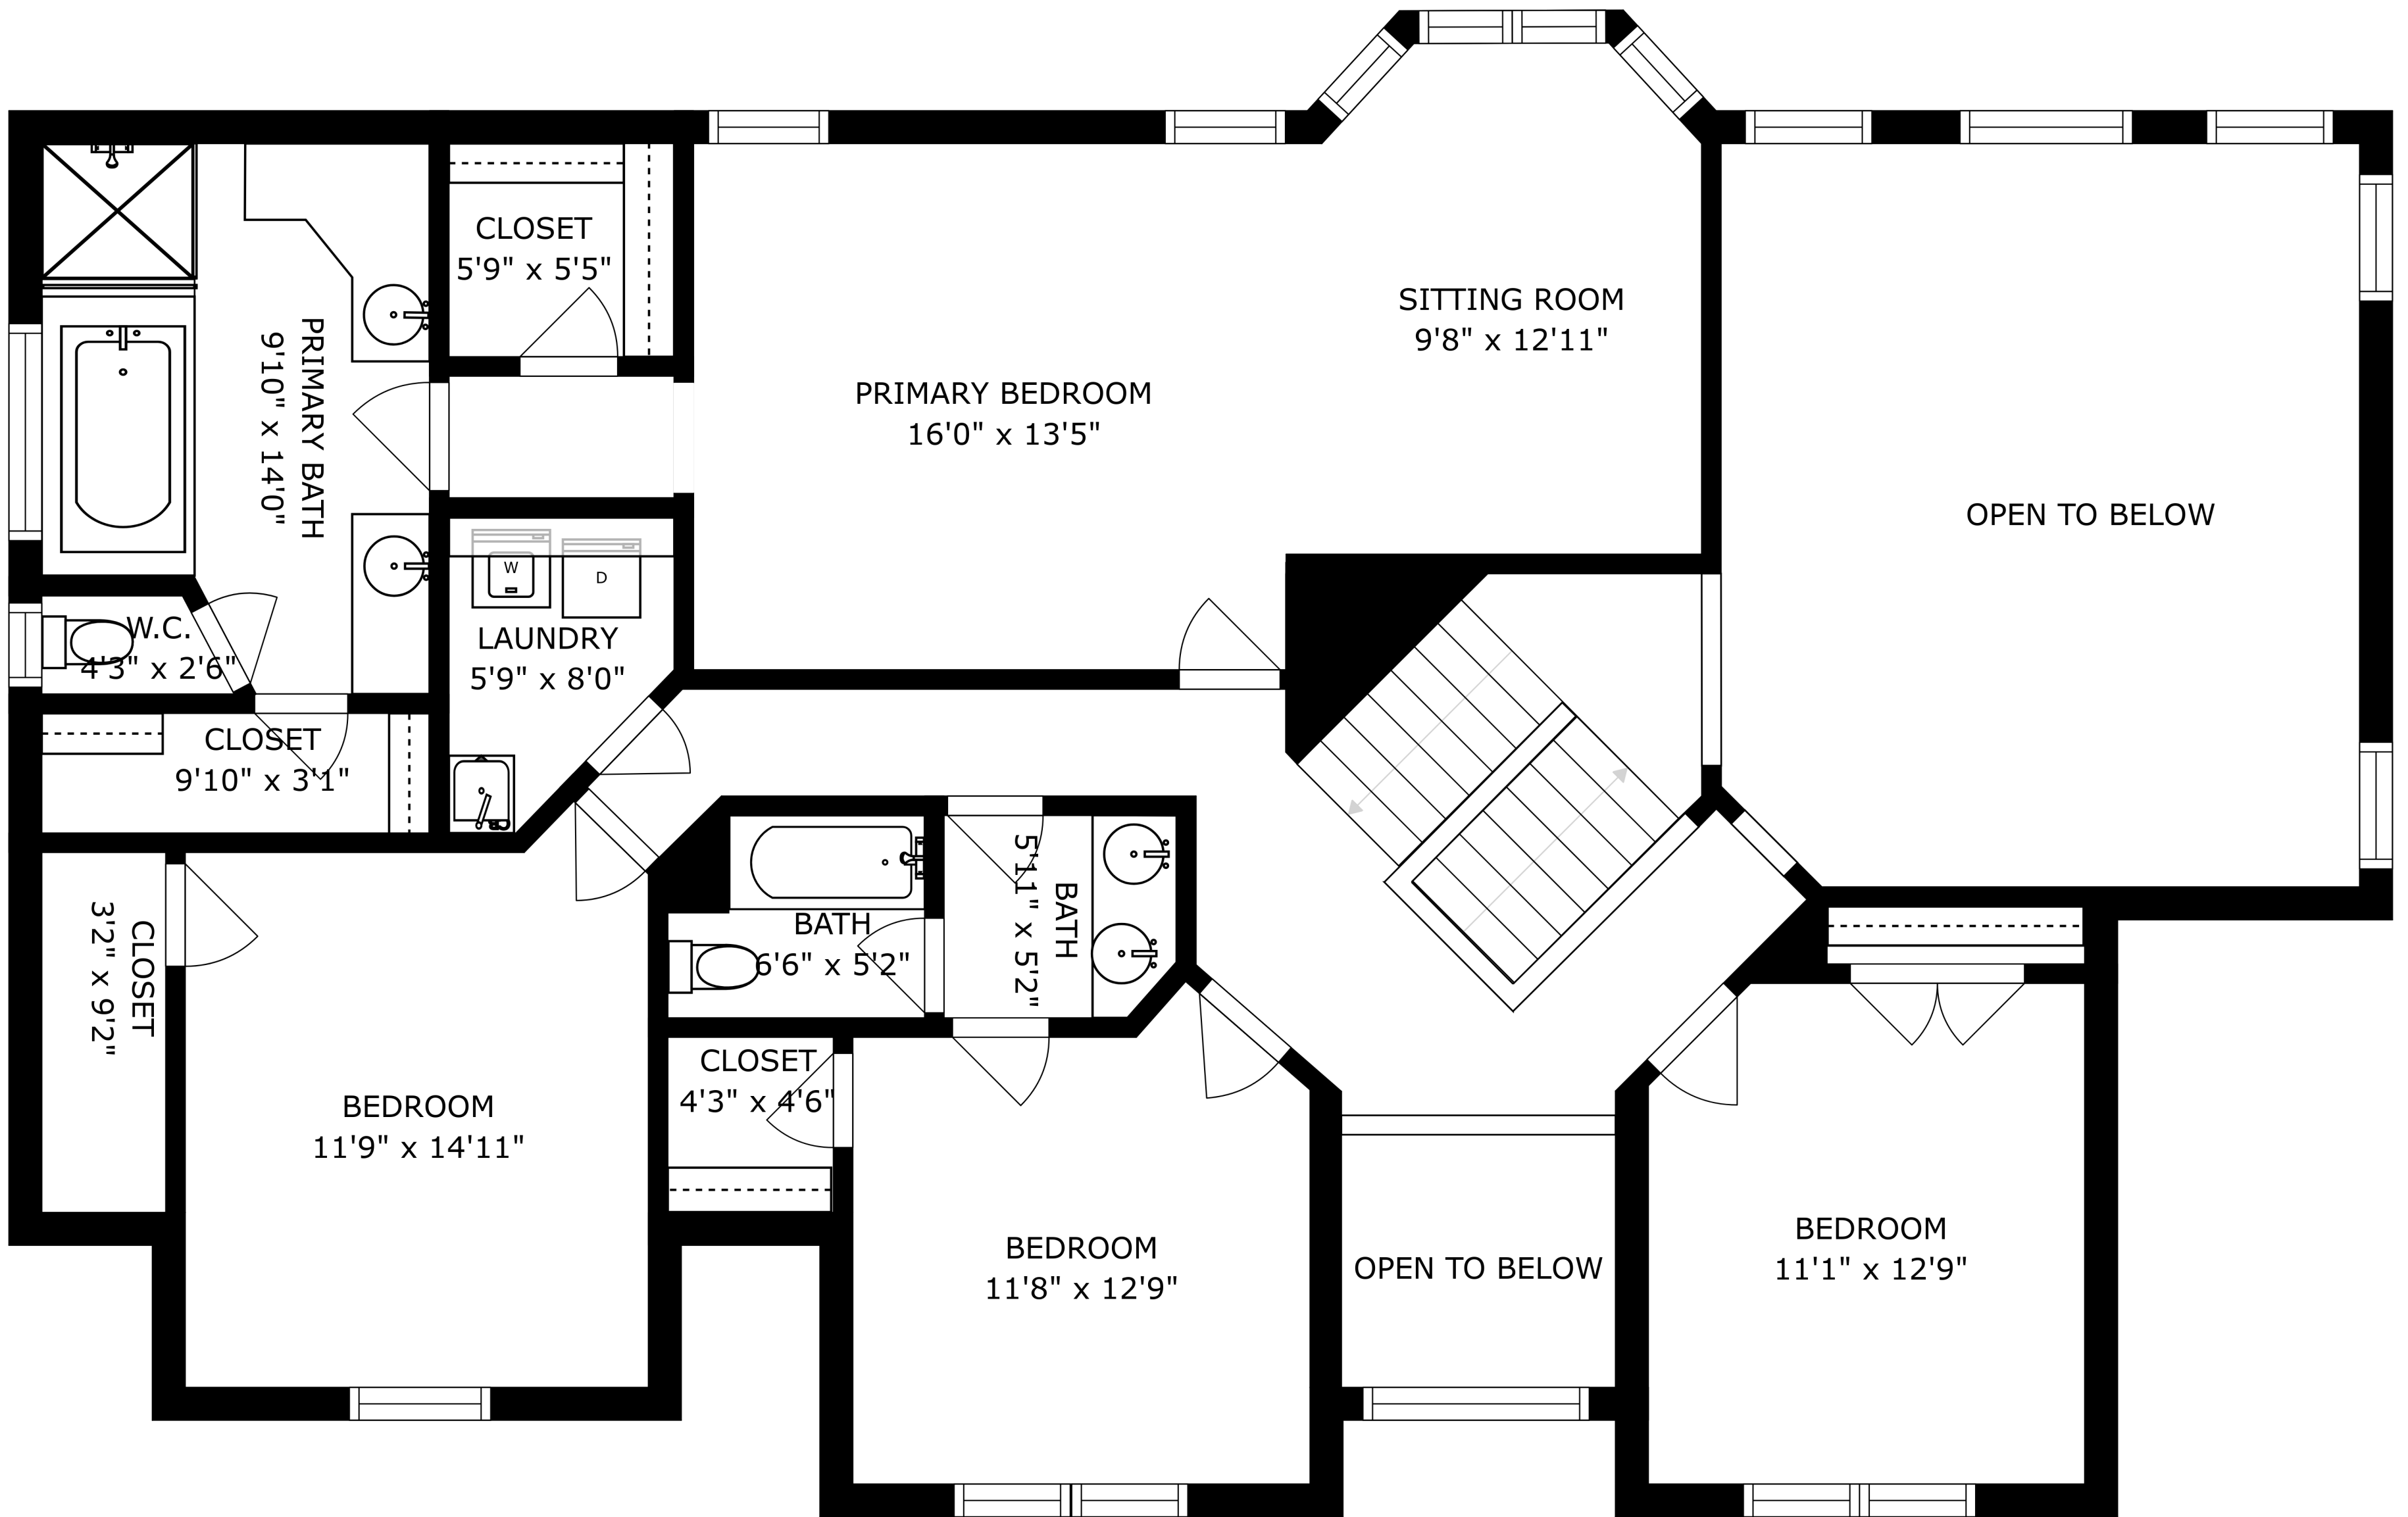 CLOSET
5'9" x 5'5"
SITTING ROOM
9'8" x 12'11"
PRIMARY BATH
9'10" x 14'0"
PRIMARY BEDROOM
16'0" x 13'5"
OPEN TO BELOW
W
D
W.C.
4'3" x 2'6"
LAUNDRY
5'9" x 8'0"
CLOSET
9'10" x 3'1"
CLOSET
3'2" x 9'2"
BATH
6'6" x 5'2"
BATH
5'11" x 5'2"
CLOSET
4'3" x 4'6"
BEDROOM
11'9" x 14'11"
BEDROOM
11'8" x 12'9"
OPEN TO BELOW
BEDROOM
11'1" x 12'9"